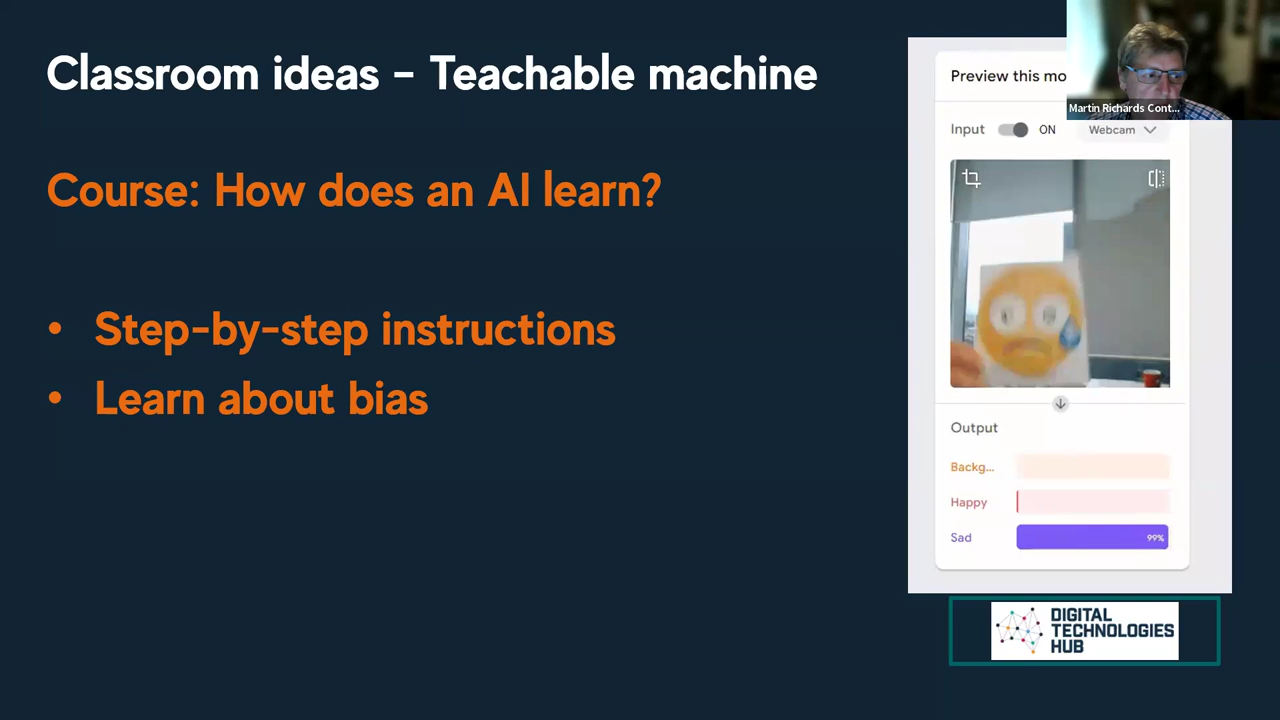 Classroom ideas – Teachable machine
Course: How does an AI learn?
• Step-by-step instructions
• Learn about bias
Preview this mo
Martin Richards Cont...
Input ON Webcam
Output
Backg...
Happy
Sad 99%
DIGITAL
TECHNOLOGIES
HUB